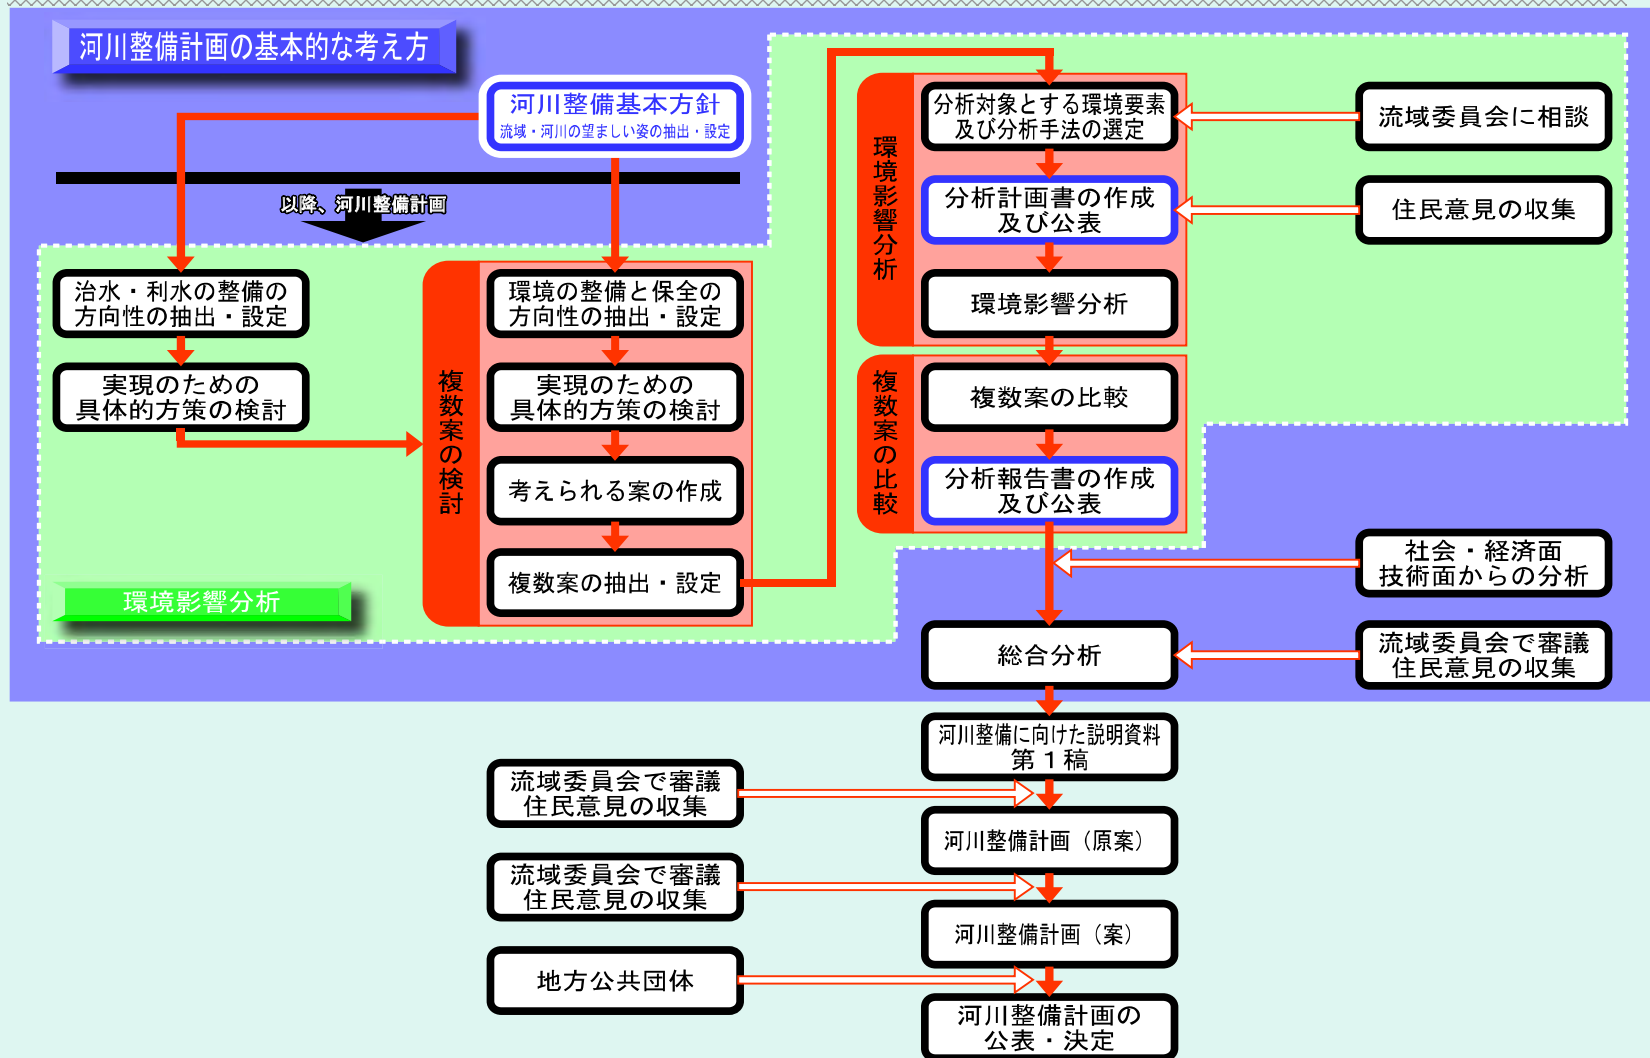 河川整備計画の基本的な考え方
河川整備基本方針
流域・河川の望ましい姿の抽出・設定
以降、河川整備計画
治水・利水の整備の
方向性の抽出・設定
実現のための
具体的方策の検討
環境影響分析
複数案の検討
環境の整備と保全の
方向性の抽出・設定
実現のための
具体的方策の検討
考えられる案の作成
複数案の抽出・設定
環境影響分析
分析対象とする環境要素
及び分析手法の選定
流域委員会に相談
分析計画書の作成
及び公表
住民意見の収集
環境影響分析
複数案の比較
複数案の比較
分析報告書の作成
及び公表
社会・経済面
技術面からの分析
総合分析
流域委員会で審議
住民意見の収集
河川整備に向けた説明資料
第１稿
流域委員会で審議
住民意見の収集
河川整備計画（原案）
流域委員会で審議
住民意見の収集
河川整備計画（案）
地方公共団体
河川整備計画の
公表・決定